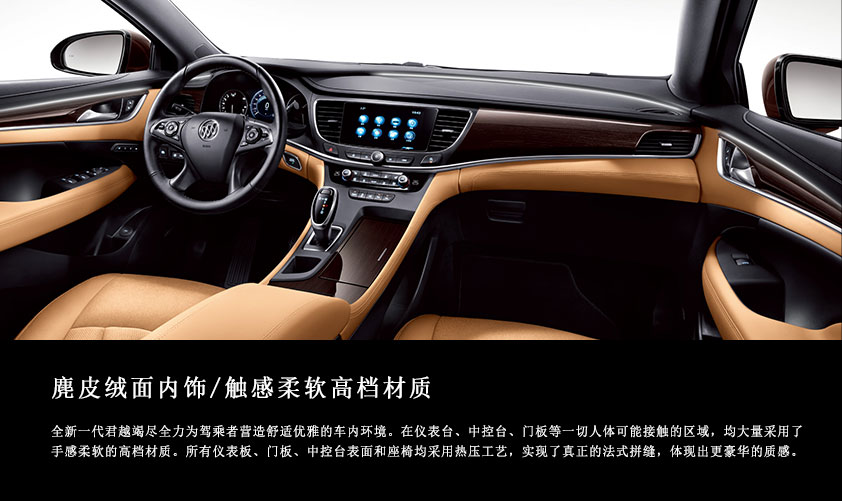 麂皮绒面内饰/触感柔软高档材质
全新一代君越竭尽全力为驾乘者营造舒适优雅的车内环境。在仪表台、中控台、门板等一切人体可能接触的区域，均大量采用了
手感柔软的高档材质。所有仪表板、门板、中控台表面和座椅均采用热压工艺，实现了真正的法式拼缝，体现出更豪华的质感。